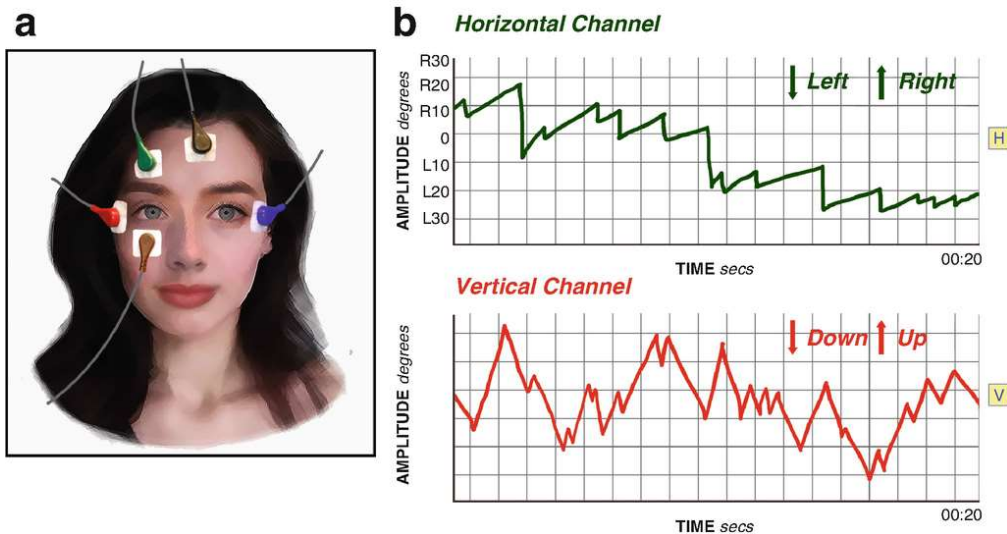 a
b
Horizontal Channel
AMPLITUDE degrees
R30
R20
R10
0
L10
L20
L30
Left
Right
H
TIME secs
00:20
Vertical Channel
AMPLITUDE degrees
Down
Up
V
TIME secs
00:20